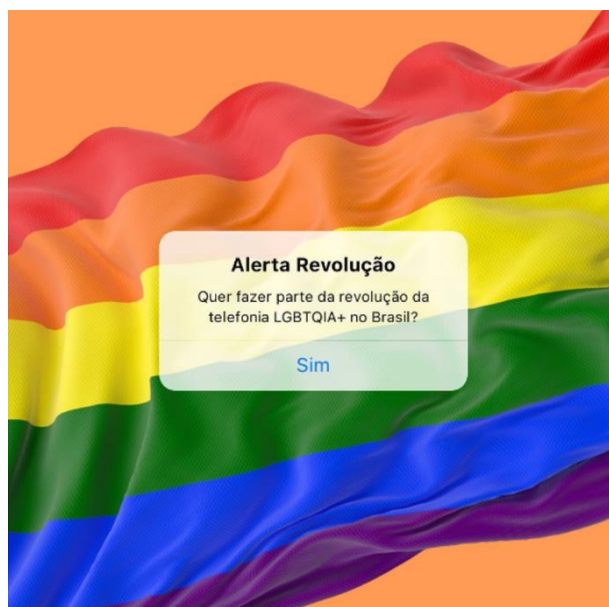 Alerta Revolução
Quer fazer parte da revolução da
telefonia LGBTQIA+ no Brasil?
Sim